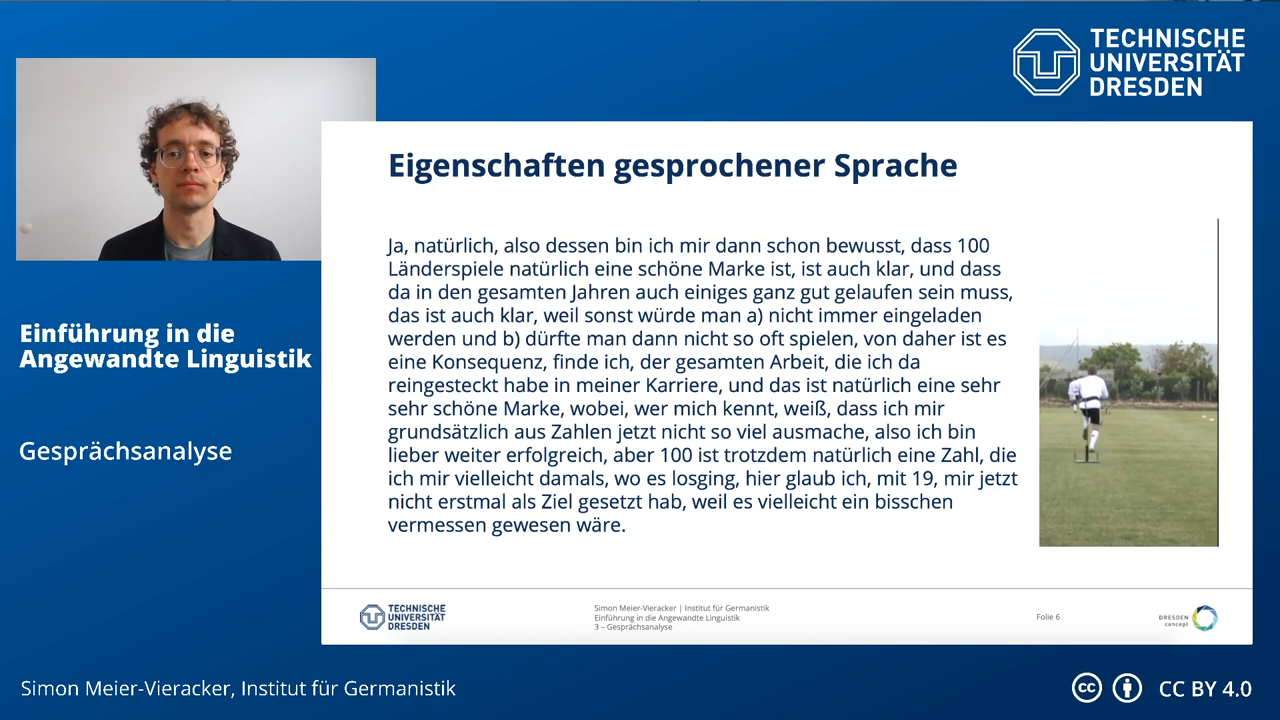 TECHNISCHE
UNIVERSITÄT
DRESDEN
Eigenschaften gesprochener Sprache
Ja, natürlich, also dessen bin ich mir dann schon bewusst, dass 100
Länderspiele natürlich eine schöne Marke ist, ist auch klar, und dass
da in den gesamten Jahren auch einiges ganz gut gelaufen sein muss,
das ist auch klar, weil sonst würde man a) nicht immer eingeladen
werden und b) dürfte man dann nicht so oft spielen, von daher ist es
eine Konsequenz, finde ich, der gesamten Arbeit, die ich da
reingesteckt habe in meiner Karriere, und das ist natürlich eine sehr
sehr schöne Marke, wobei, wer mich kennt, weiß, dass ich mir
grundsätzlich aus Zahlen jetzt nicht so viel ausmache, also ich bin
lieber weiter erfolgreich, aber 100 ist trotzdem natürlich eine Zahl, die
ich mir vielleicht damals, wo es losging, hier glaub ich, mit 19, mir jetzt
nicht erstmal als Ziel gesetzt hab, weil es vielleicht ein bisschen
vermessen gewesen wäre.
Einführung in die
Angewandte Linguistik
Gesprächsanalyse
TECHNISCHE
UNIVERSITÄT
DRESDEN
Simon Meier-Vieracker | Institut für Germanistik
Einführung in die Angewandte Linguistik
3 – Gesprächsanalyse
Folie 6
DRESDEN
concept
Simon Meier-Vieracker, Institut für Germanistik
cc
CC BY 4.0